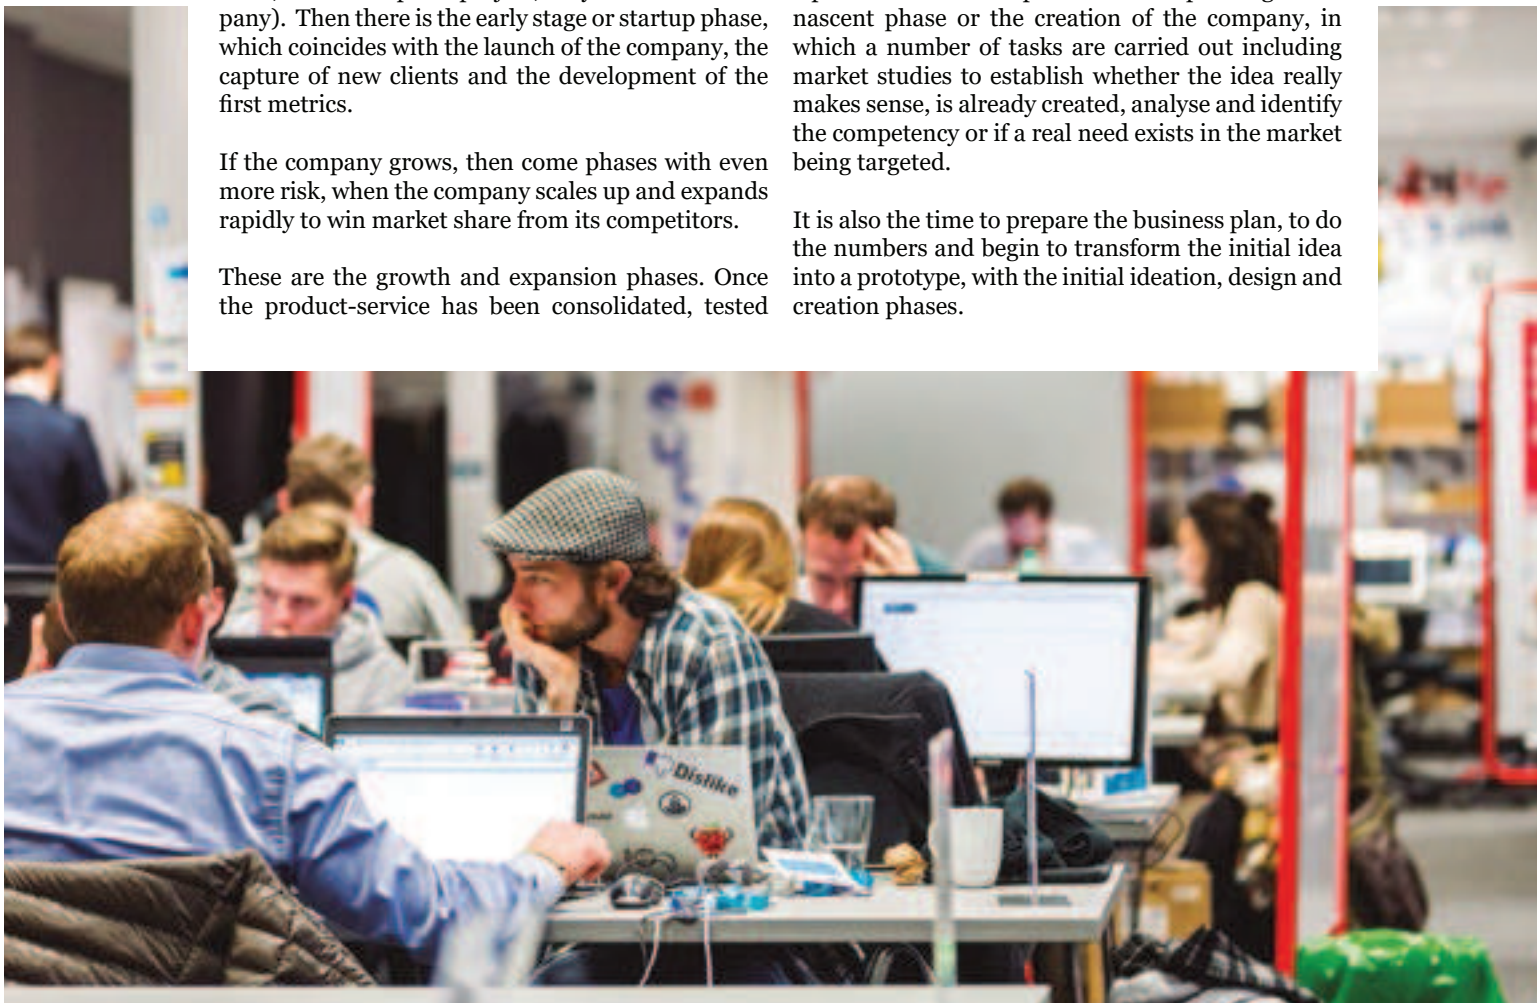 pany). Then there is the early stage or startup phase,
which coincides with the launch of the company, the
capture of new clients and the development of the
first metrics.
If the company grows, then come phases with even
more risk, when the company scales up and expands
rapidly to win market share from its competitors.
These are the growth and expansion phases. Once
the product-service has been consolidated, tested
nascent phase or the creation of the company, in
which a number of tasks are carried out including
market studies to establish whether the idea really
makes sense, is already created, analyse and identify
the competency or if a real need exists in the market
being targeted.
It is also the time to prepare the business plan, to do
the numbers and begin to transform the initial idea
into a prototype, with the initial ideation, design and
creation phases.
Dislike